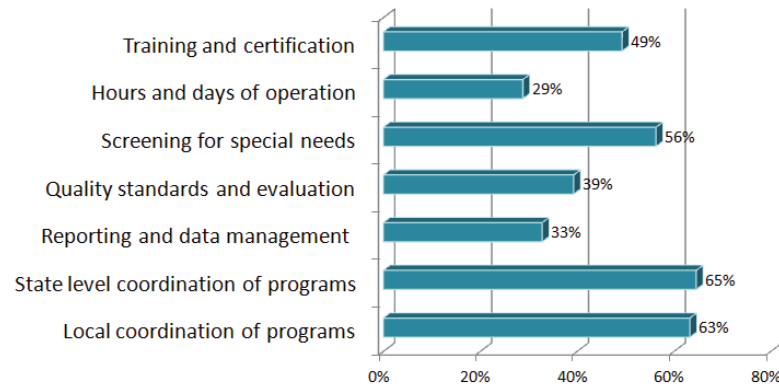 Training and certification 49%
Hours and days of operation 29%
Screening for special needs 56%
Quality standards and evaluation 39%
Reporting and data management 33%
State level coordination of programs 65%
Local coordination of programs 63%
0% 20% 40% 60% 80%